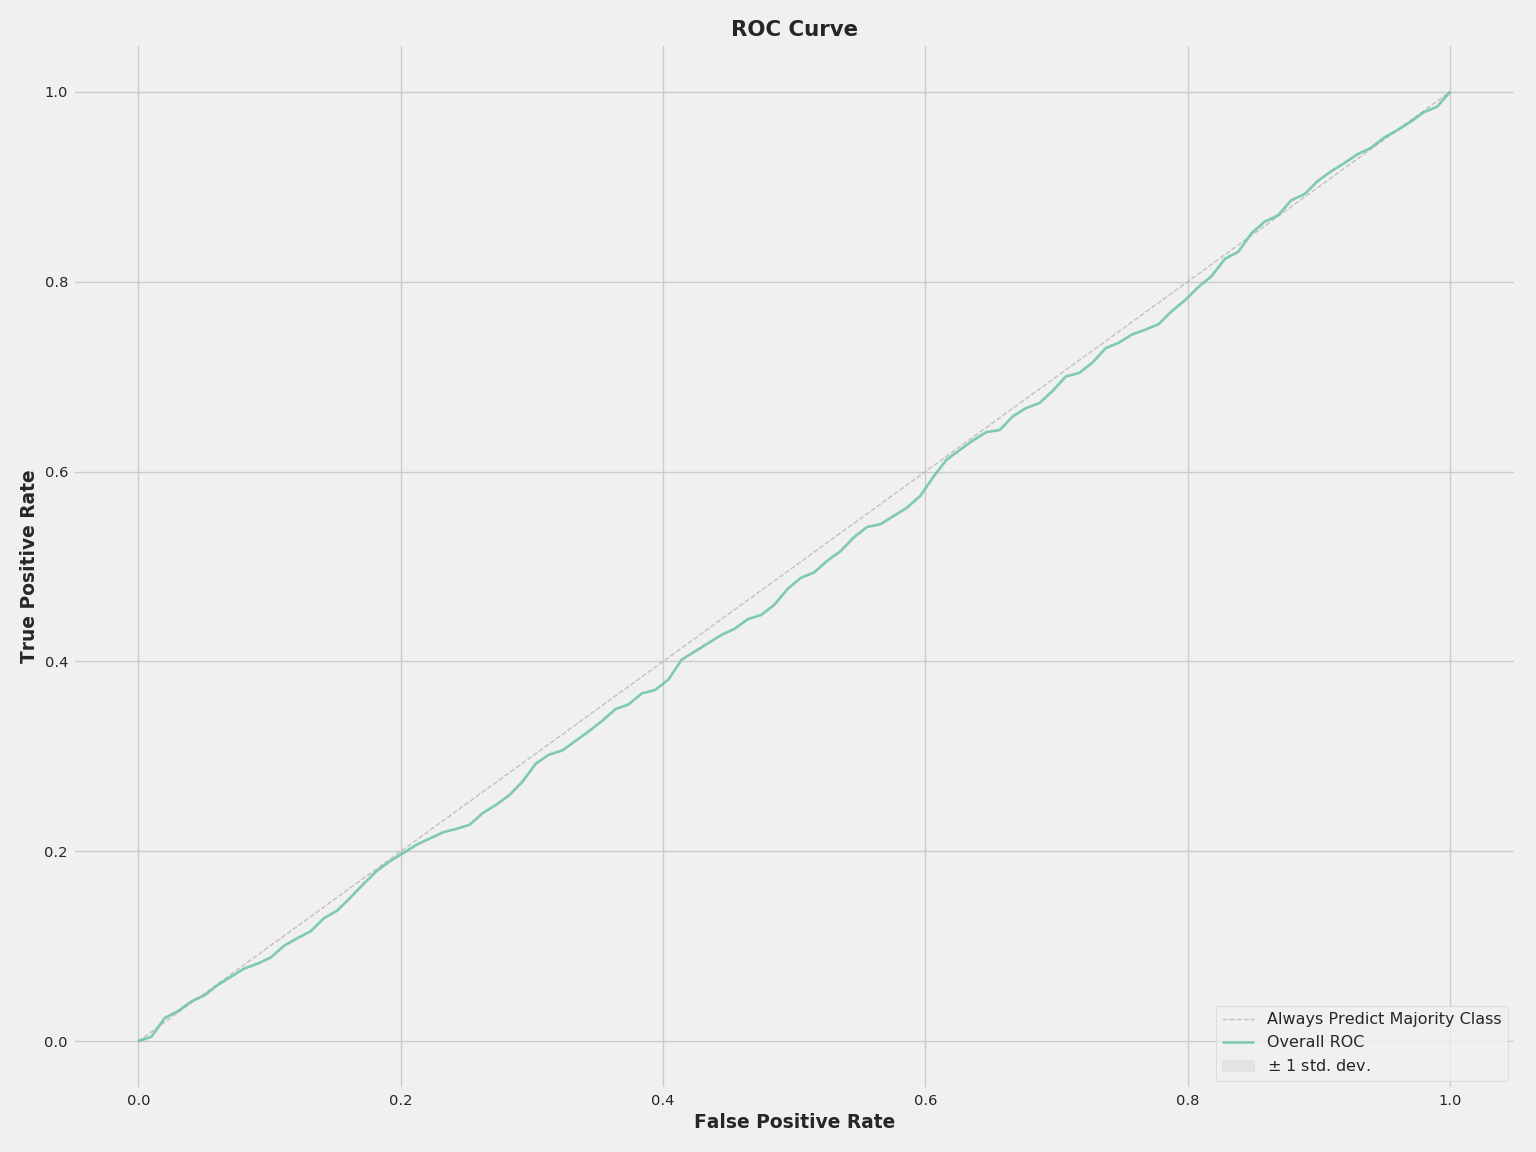 ROC Curve
1.0
0.8
0.6
0.4
0.2
0.0
True Positive Rate
0.0 0.2 0.4 0.6 0.8 1.0
False Positive Rate
Always Predict Majority Class
Overall ROC
± 1 std. dev.